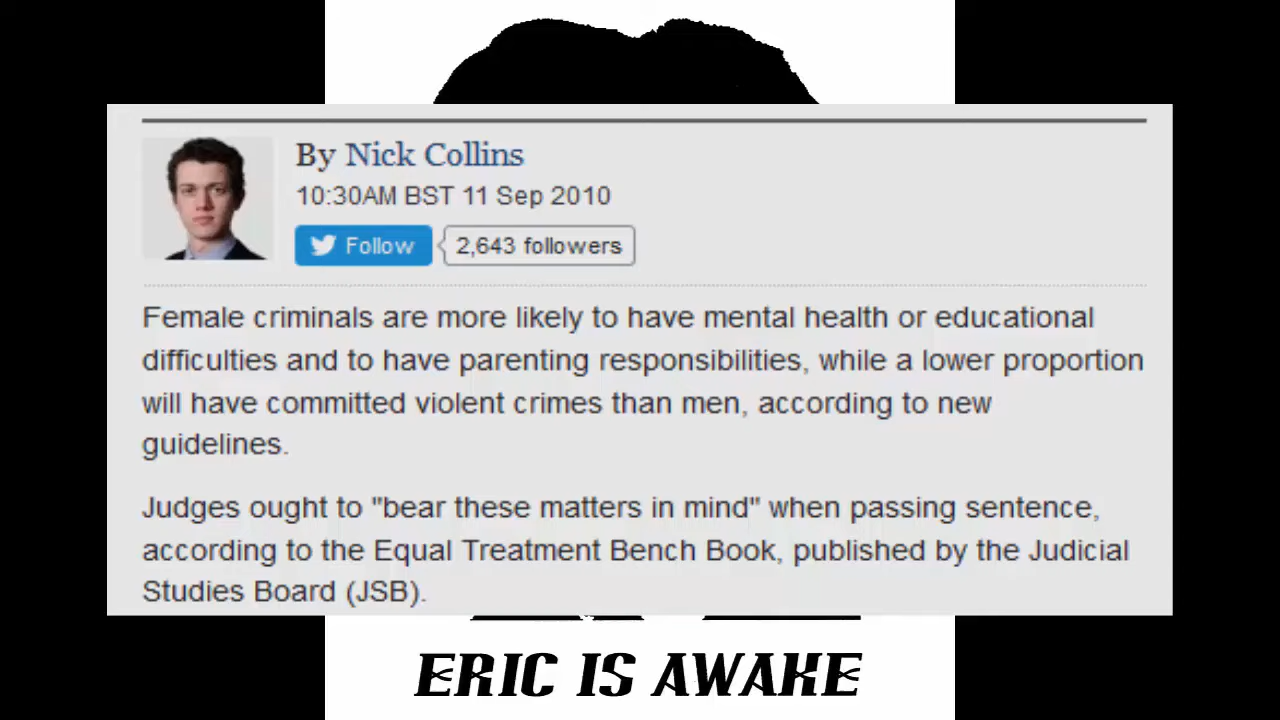 By Nick Collins
10:30AM BST 11 Sep 2010
Follow 2,643 followers
Female criminals are more likely to have mental health or educational
difficulties and to have parenting responsibilities, while a lower proportion
will have committed violent crimes than men, according to new
guidelines.
Judges ought to "bear these matters in mind" when passing sentence,
according to the Equal Treatment Bench Book, published by the Judicial
Studies Board (JSB).
ERIC IS AWAKE